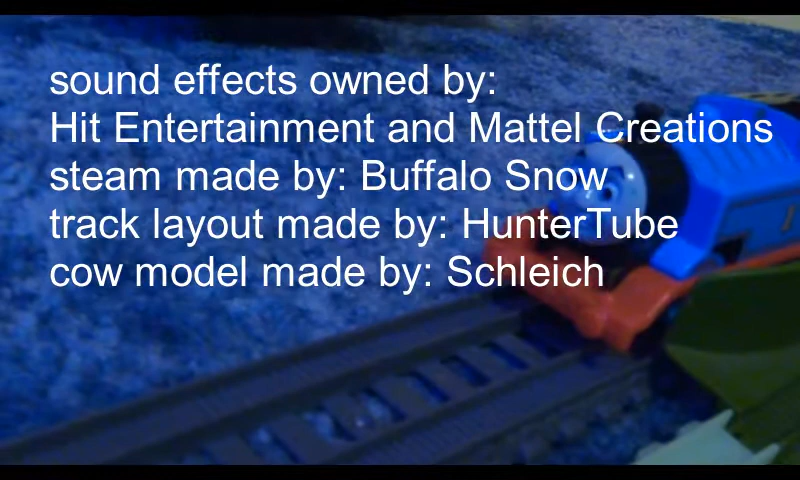 sound effects owned by:
Hit Entertainment and Mattel Creations
steam made by: Buffalo Snow
track layout made by: HunterTube
cow model made by: Schleich